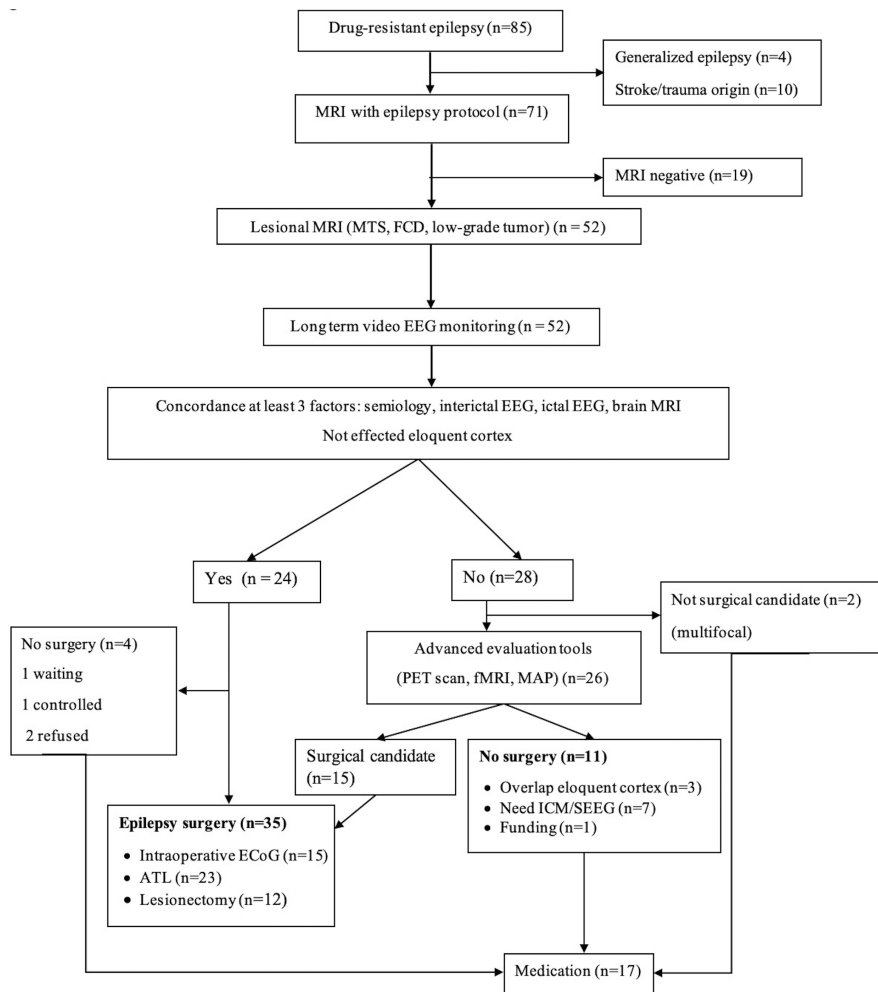 Drug-resistant epilepsy (n=85)
Generalized epilepsy (n=4)
Stroke/trauma origin (n=10)
MRI with epilepsy protocol (n=71)
MRI negative (n=19)
Lesional MRI (MTS, FCD, low-grade tumor) (n = 52)
Long term video EEG monitoring (n = 52)
Concordance at least 3 factors: semiology, interictal EEG, ictal EEG, brain MRI
Not effected eloquent cortex
Yes (n = 24)
No (n=28)
Not surgical candidate (n=2)
(multifocal)
No surgery (n=4)
1 waiting
1 controlled
2 refused
Advanced evaluation tools
(PET scan, fMRI, MAP) (n=26)
Surgical candidate
(n=15)
No surgery (n=11)
• Overlap eloquent cortex (n=3)
• Need ICM/SEEG (n=7)
• Funding (n=1)
Epilepsy surgery (n=35)
• Intraoperative ECoG (n=15)
• ATL (n=23)
• Lesionectomy (n=12)
Medication (n=17)